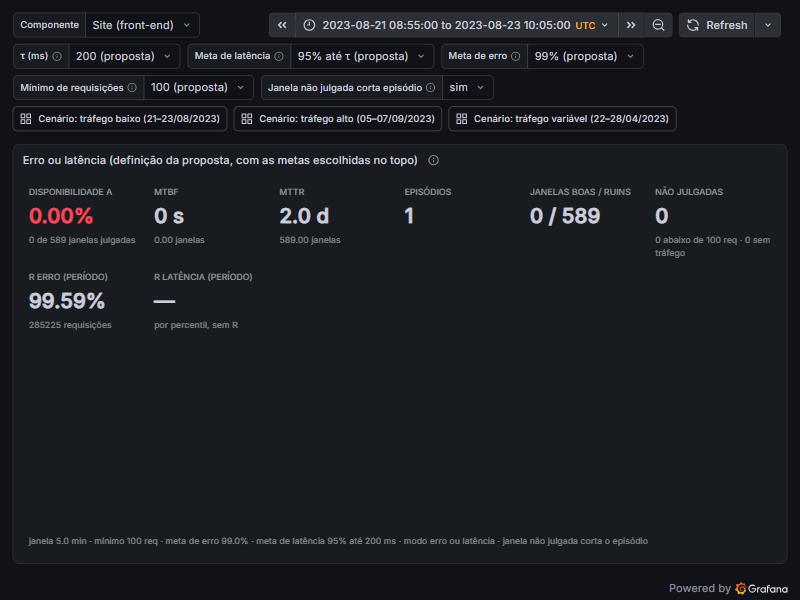 Componente Site (front-end) 2023-08-21 08:55:00 to 2023-08-23 10:05:00 UTC Refresh
τ (ms) 200 (proposta) Meta de latência 95% até τ (proposta) Meta de erro 99% (proposta)
Mínimo de requisições 100 (proposta) Janela não julgada corta episódio sim
Cenário: tráfego baixo (21–23/08/2023) Cenário: tráfego alto (05–07/09/2023) Cenário: tráfego variável (22–28/04/2023)
Erro ou latência (definição da proposta, com as metas escolhidas no topo)
DISPONIBILIDADE A MTBF MTTR EPISÓDIOS JANELAS BOAS / RUINS NÃO JULGADAS
0.00% 0 s 2.0 d 1 0 / 589 0
0 de 589 janelas julgadas 0.00 janelas 589.00 janelas 0 abaixo de 100 req · 0 sem
tráfego
R ERRO (PERÍODO) R LATÊNCIA (PERÍODO)
99.59% —
285225 requisições por percentil, sem R
janela 5.0 min · mínimo 100 req · meta de erro 99.0% · meta de latência 95% até 200 ms · modo erro ou latência · janela não julgada corta o episódio
Powered by Grafana